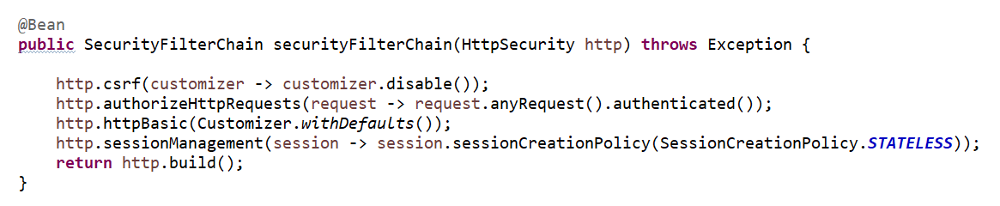 @Bean
public SecurityFilterChain securityFilterChain(HttpSecurity http) throws Exception {
http.csrf(customizer -> customizer.disable());
http.authorizeHttpRequests(request -> request.anyRequest().authenticated());
http.httpBasic(Customizer.withDefaults());
http.sessionManagement(session -> session.sessionCreationPolicy(SessionCreationPolicy.STATELESS));
return http.build();
}